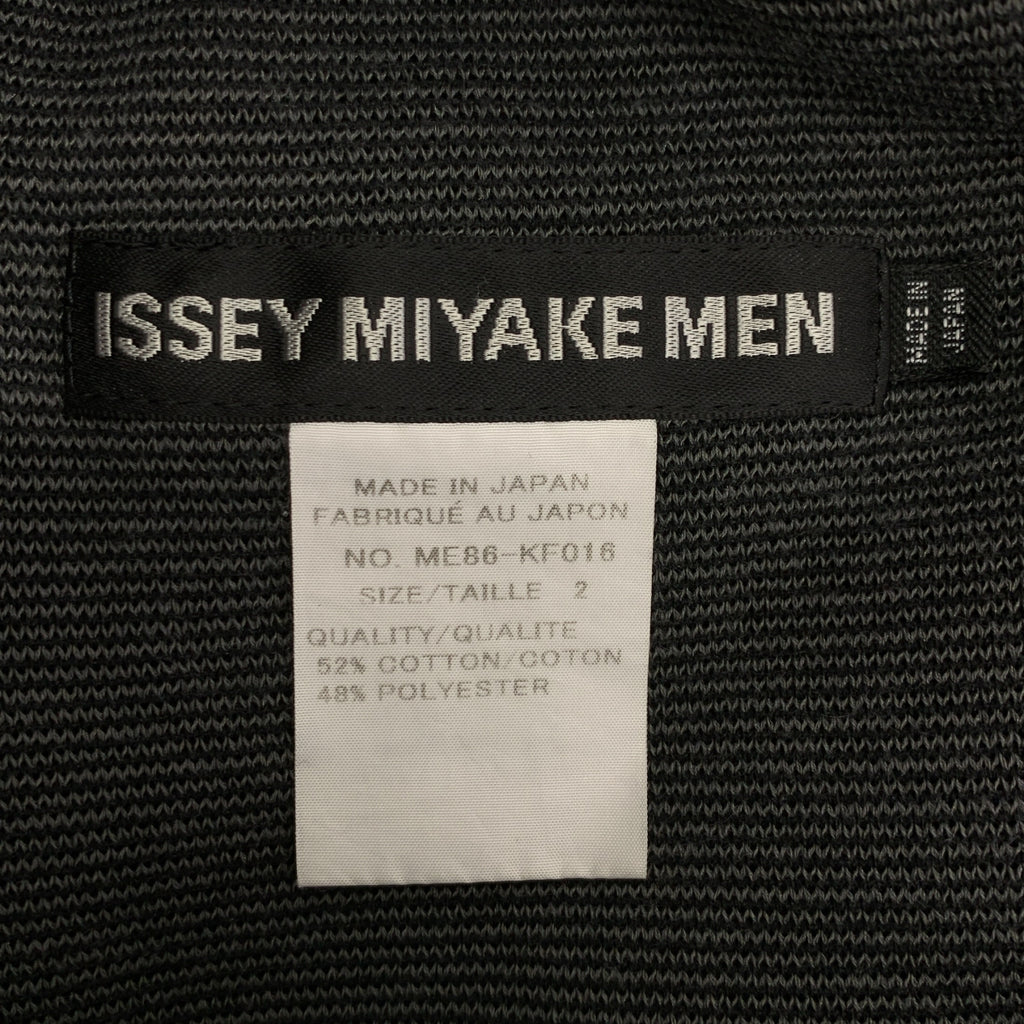 ISSEY MIYAKE MEN
MADE IN
JAPAN
MADE IN JAPAN
FABRIQUÉ AU JAPON
NO. ME86-KF016
SIZE/TAILLE 2
QUALITY/QUALITE
52% COTTON/COTON
48% POLYESTER